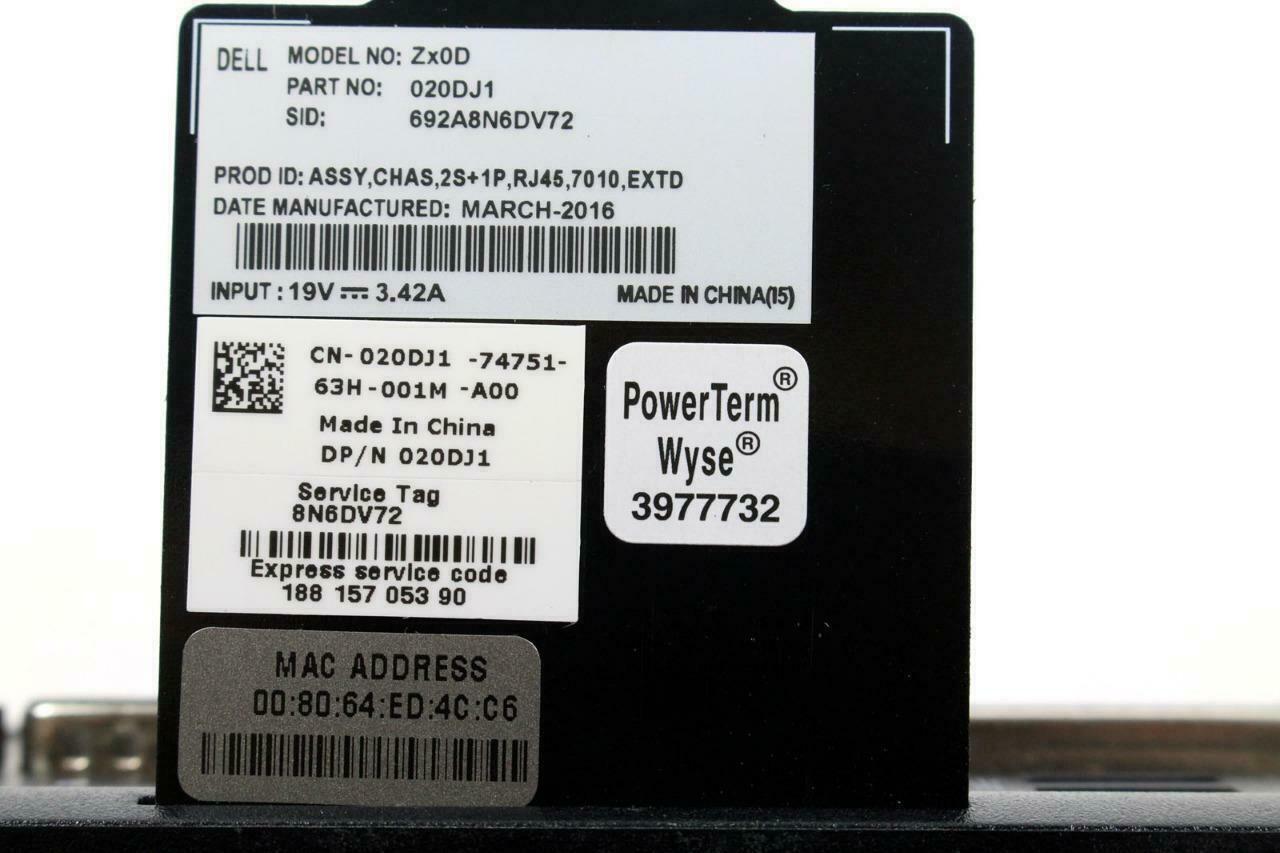 DELL MODEL NO: Zx0D
PART NO: 020DJ1
SID: 692A8N6DV72
PROD ID: ASSY,CHAS,2S+1P,RJ45,7010,EXTD
DATE MANUFACTURED: MARCH-2016
INPUT : 19V ⎓ 3.42A MADE IN CHINA(15)
CN- 020DJ1 -74751-
63H -001M -A00
Made In China
DP/N 020DJ1
Service Tag
8N6DV72
Express service code
188 157 053 90
PowerTerm®
Wyse®
3977732
MAC ADDRESS
00:80:64:ED:4C:C6